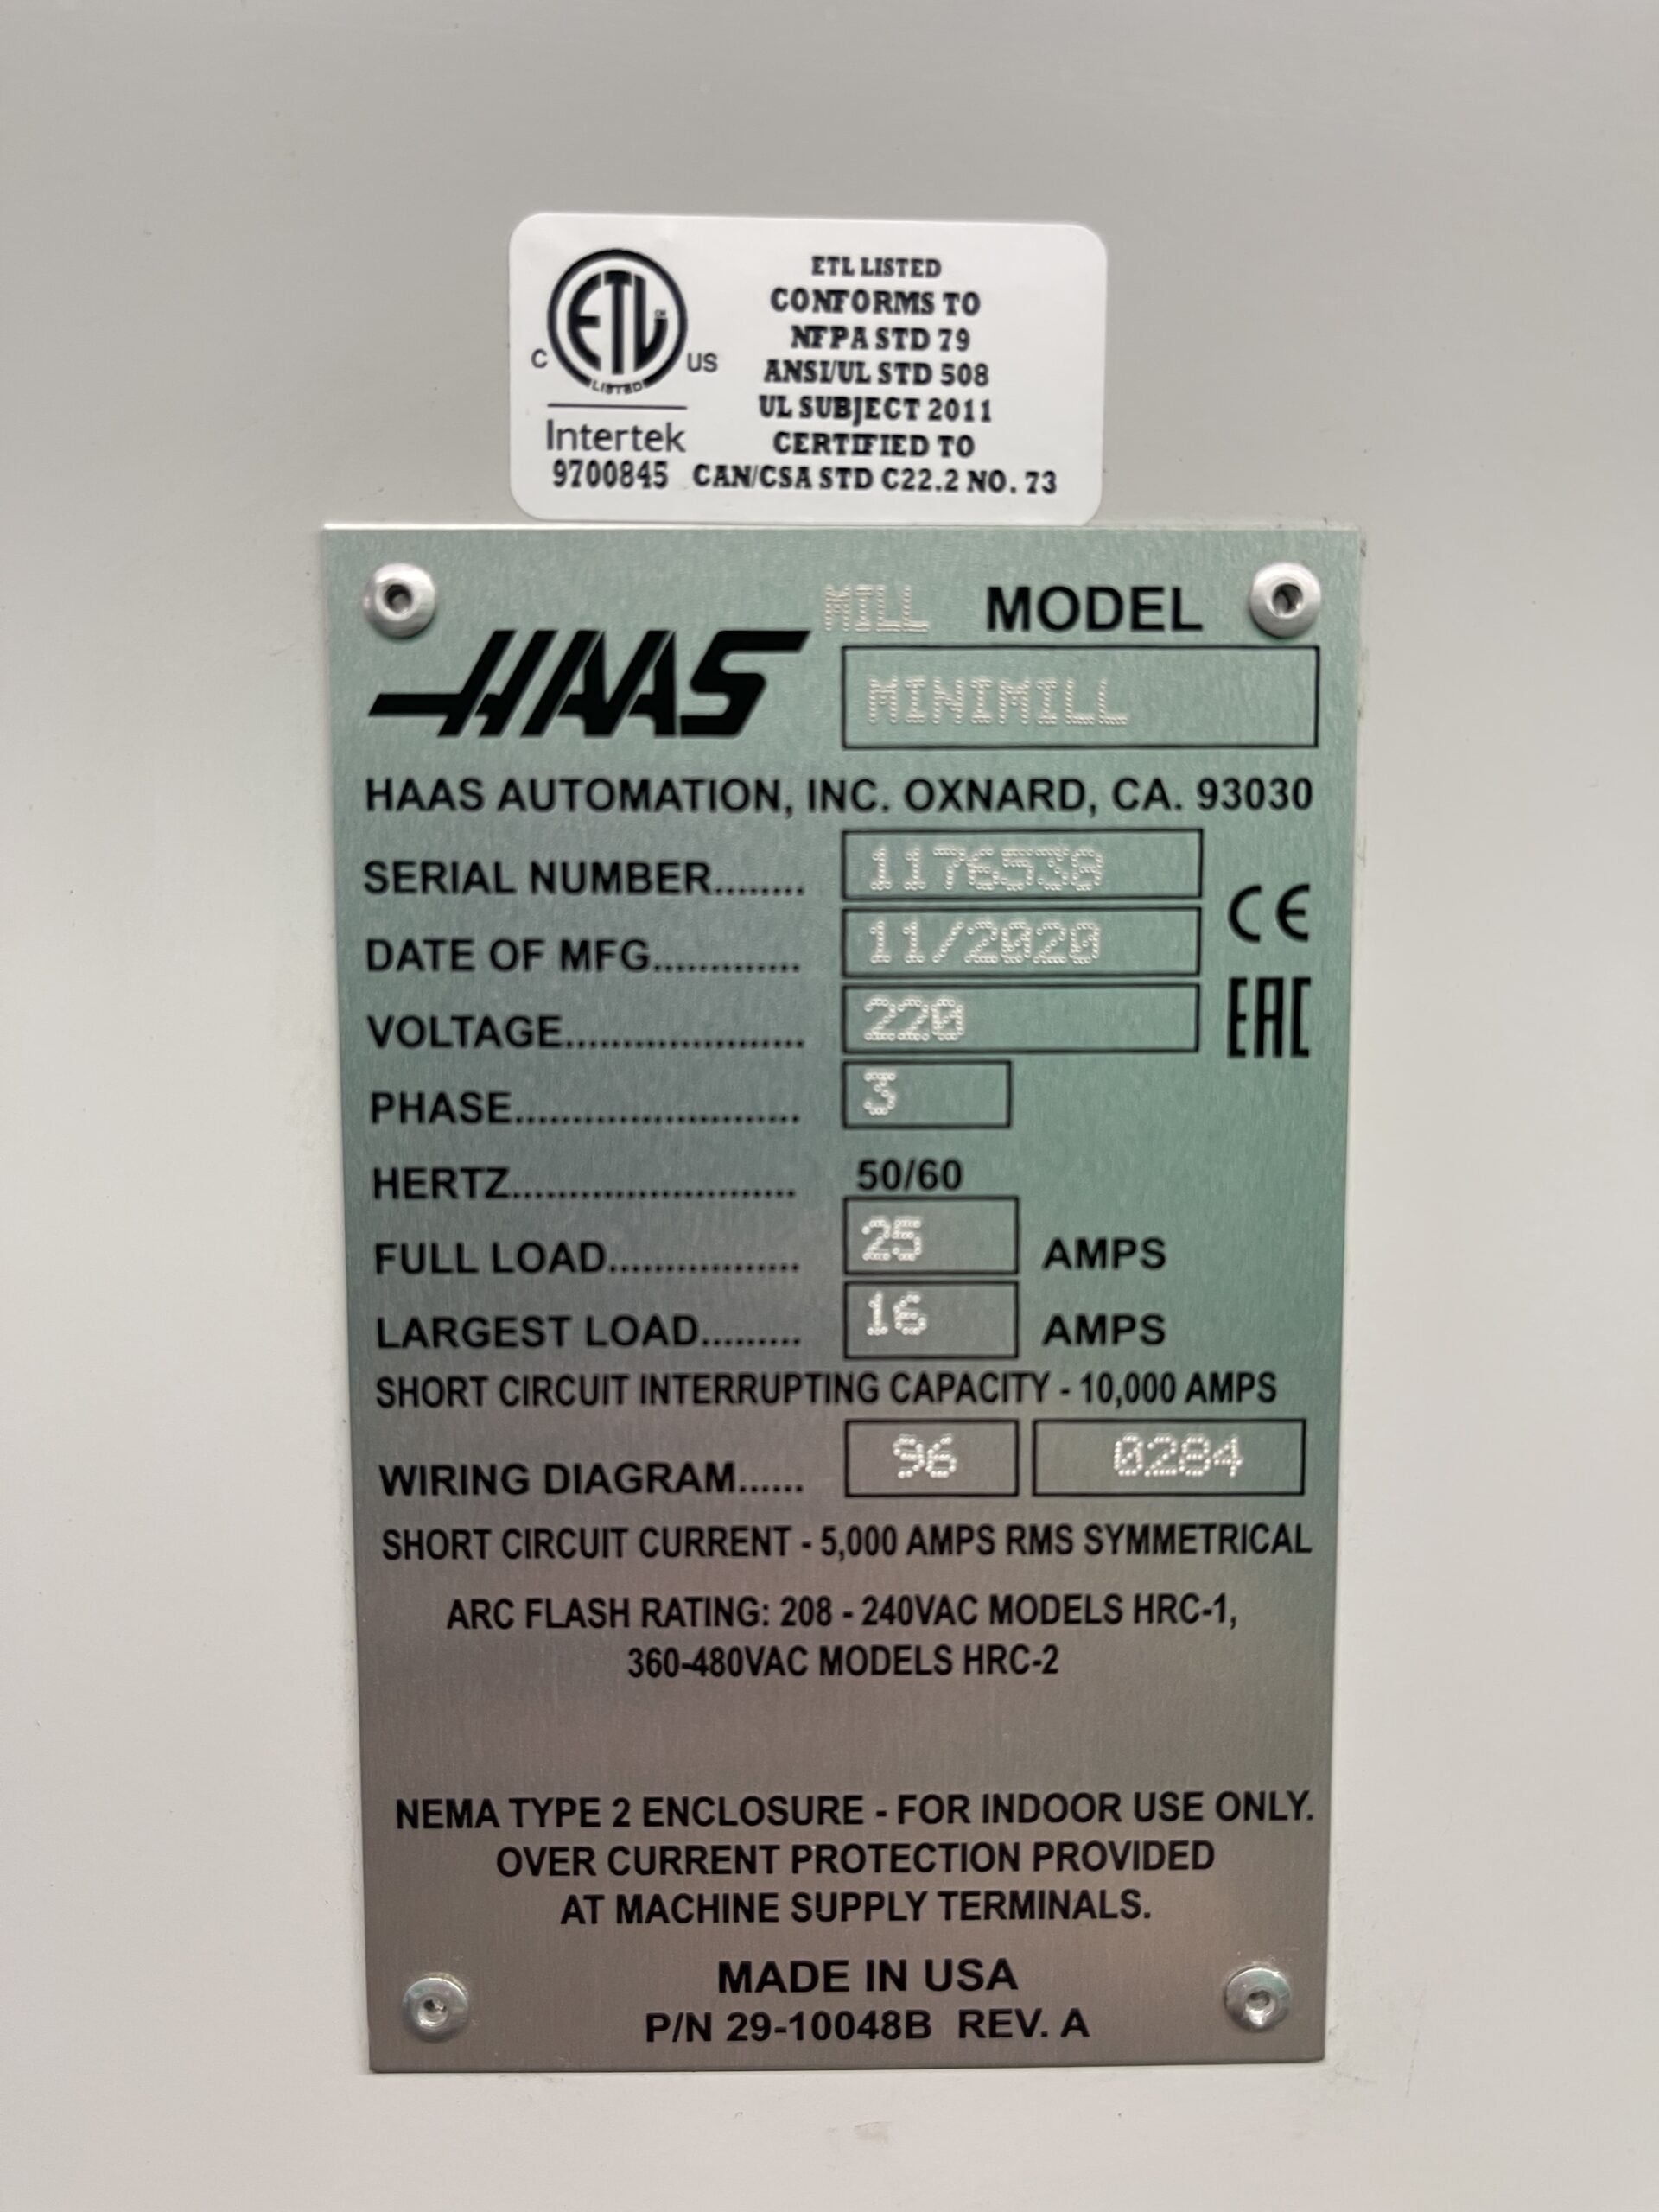 ETL LISTED
CONFORMS TO
NFPA STD 79
ANSI/UL STD 508
UL SUBJECT 2011
CERTIFIED TO
CAN/CSA STD C22.2 NO. 73
C ETL US
LISTED
Intertek
9700845
MILL MODEL
HAAS MINIMILL
HAAS AUTOMATION, INC. OXNARD, CA. 93030
SERIAL NUMBER........ 1176538
DATE OF MFG............. 11/2020
CE
VOLTAGE..................... 220
EAC
PHASE......................... 3
HERTZ......................... 50/60
FULL LOAD................. 25 AMPS
LARGEST LOAD......... 16 AMPS
SHORT CIRCUIT INTERRUPTING CAPACITY - 10,000 AMPS
WIRING DIAGRAM...... 96 0284
SHORT CIRCUIT CURRENT - 5,000 AMPS RMS SYMMETRICAL
ARC FLASH RATING: 208 - 240VAC MODELS HRC-1,
360-480VAC MODELS HRC-2
NEMA TYPE 2 ENCLOSURE - FOR INDOOR USE ONLY.
OVER CURRENT PROTECTION PROVIDED
AT MACHINE SUPPLY TERMINALS.
MADE IN USA
P/N 29-10048B REV. A